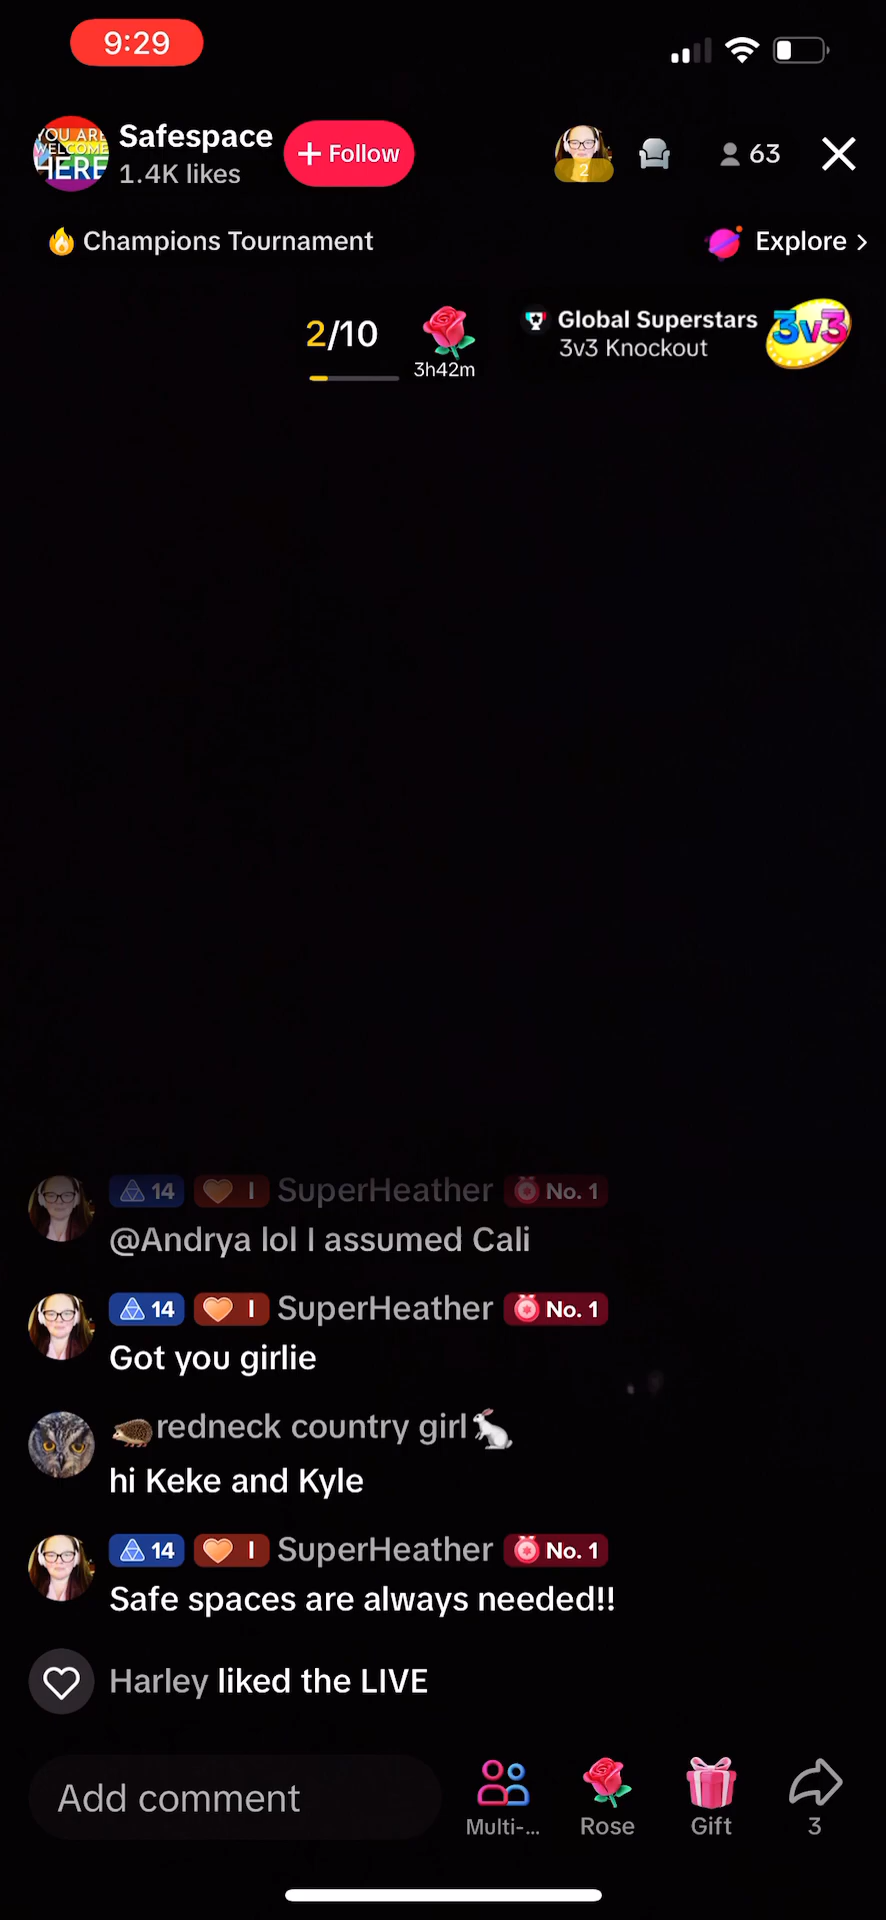 9:29
YOU ARE
WELCOME
HERE
Safespace
1.4K likes
+ Follow
2
63
Champions Tournament
Explore >
2/10
3h42m
Global Superstars
3v3 Knockout
3v3
14 I SuperHeather No. 1
@Andrya lol I assumed Cali
14 I SuperHeather No. 1
Got you girlie
redneck country girl
hi Keke and Kyle
14 I SuperHeather No. 1
Safe spaces are always needed!!
Harley liked the LIVE
Add comment
Multi-...
Rose
Gift
3